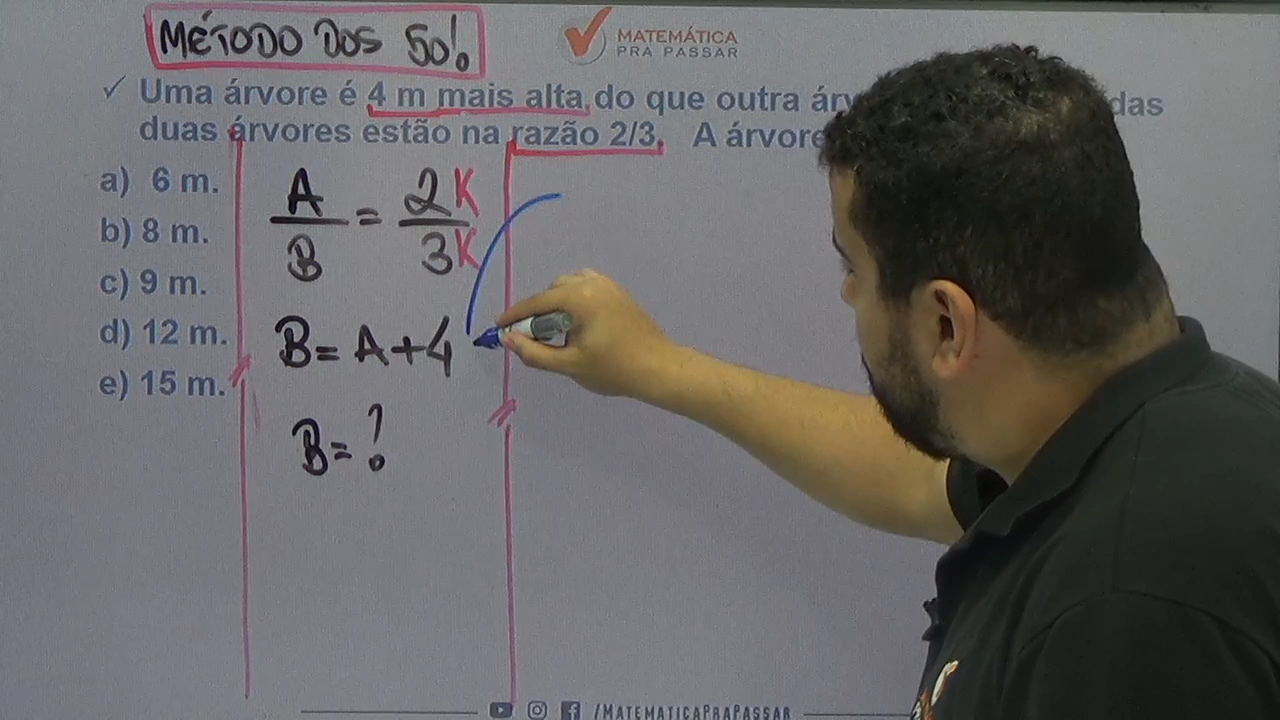 MÉTODO DOS 50!
MATEMÁTICA
PRA PASSAR
✓ Uma árvore é 4 m mais alta do que outra das
duas árvores estão na razão 2/3. A árvore
a) 6 m.
b) 8 m.
c) 9 m.
d) 12 m.
e) 15 m.
A/B = 2K/3K
B = A + 4
B = ?
/MATEMATICAPRAPASSAR